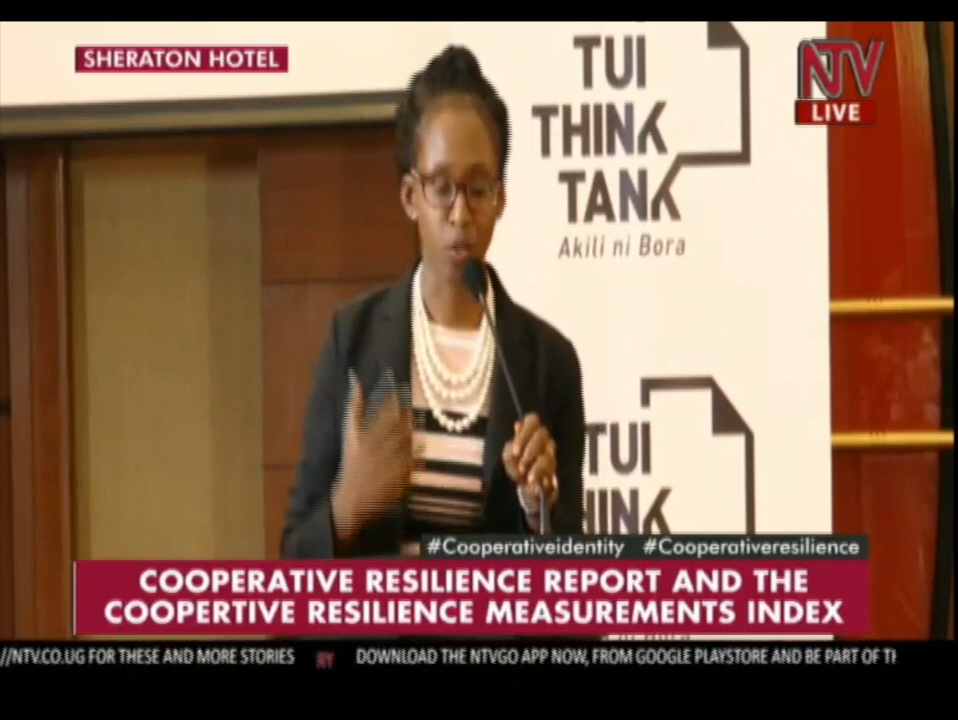 SHERATON HOTEL
NTV
LIVE
TUI
THINK
TANK
Akili ni Bora
TUI
THINK
#Cooperativeidentity #Cooperativeresilience
COOPERATIVE RESILIENCE REPORT AND THE
COOPERTIVE RESILIENCE MEASUREMENTS INDEX
//NTV.CO.UG FOR THESE AND MORE STORIES DOWNLOAD THE NTVGO APP NOW, FROM GOOGLE PLAYSTORE AND BE PART OF